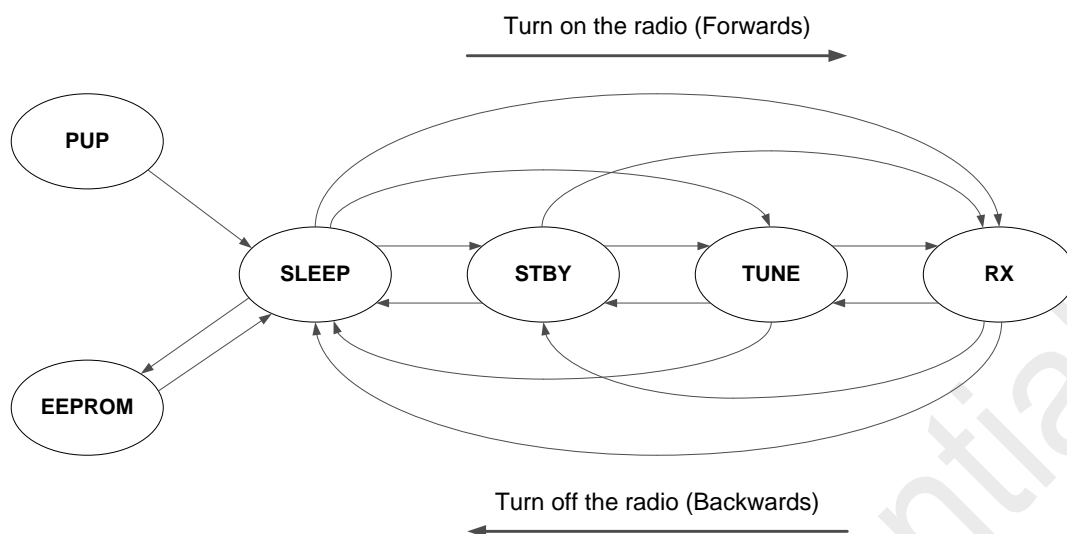 Turn on the radio (Forwards)
PUP
SLEEP
STBY
TUNE
RX
EEPROM
Turn off the radio (Backwards)